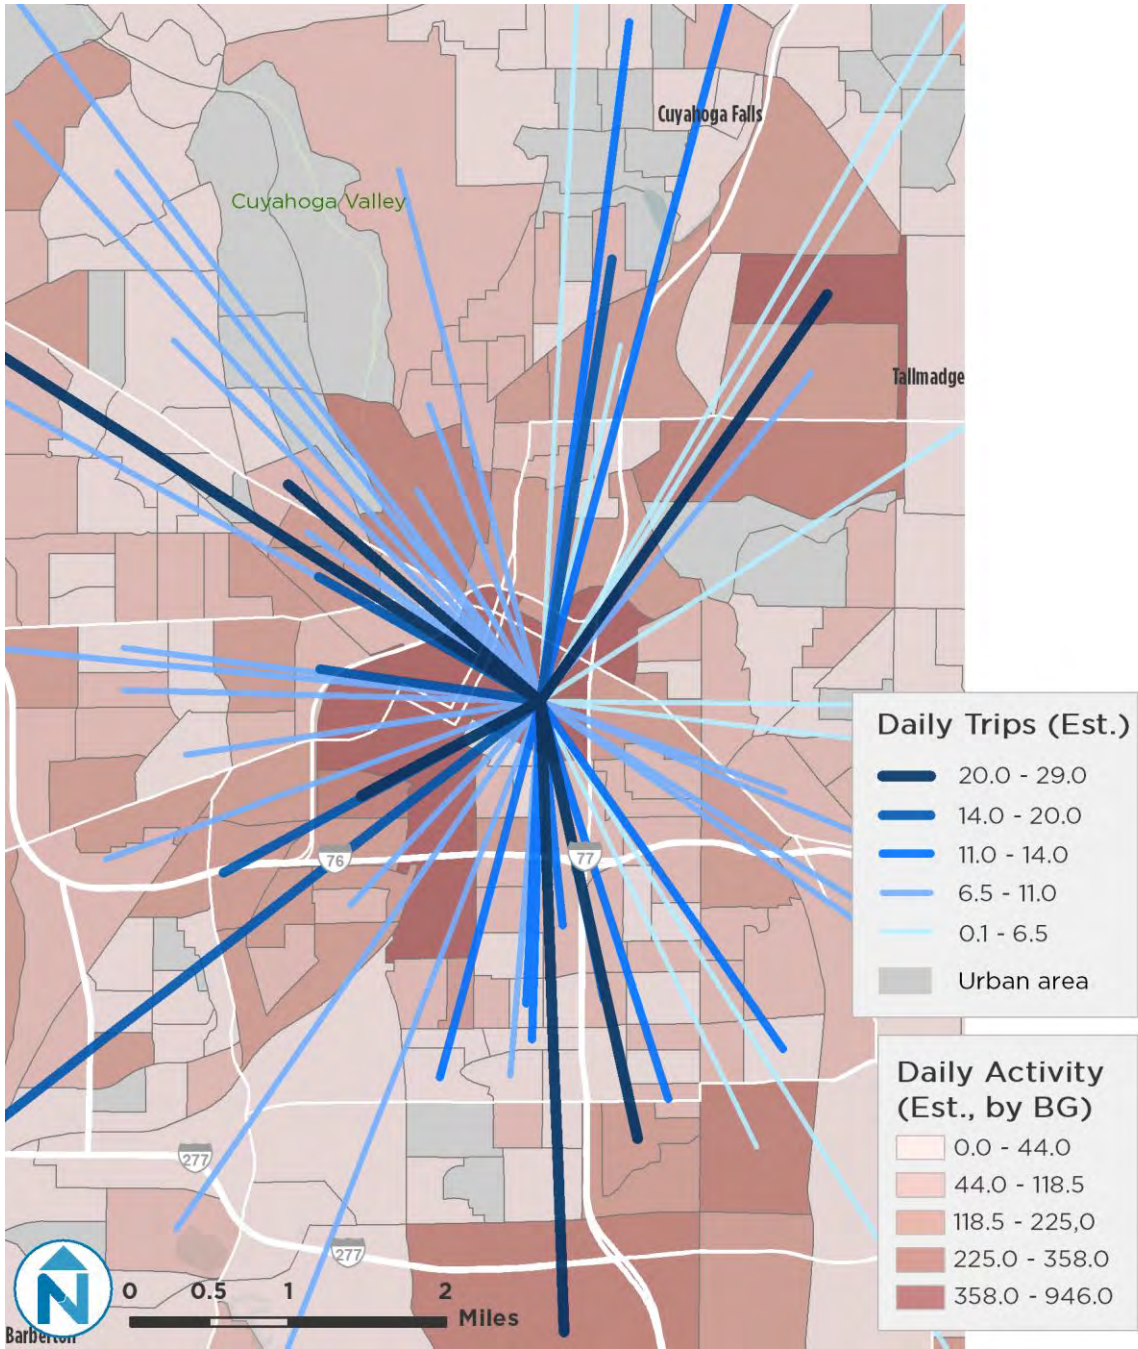 Cuyahoga Falls
Cuyahoga Valley
Tallmadge
Daily Trips (Est.)
20.0 - 29.0
14.0 - 20.0
11.0 - 14.0
6.5 - 11.0
0.1 - 6.5
Urban area
76
77
Daily Activity
(Est., by BG)
0.0 - 44.0
44.0 - 118.5
118.5 - 225,0
225.0 - 358.0
358.0 - 946.0
277
277
N
0 0.5 1 2
Miles
Barberton